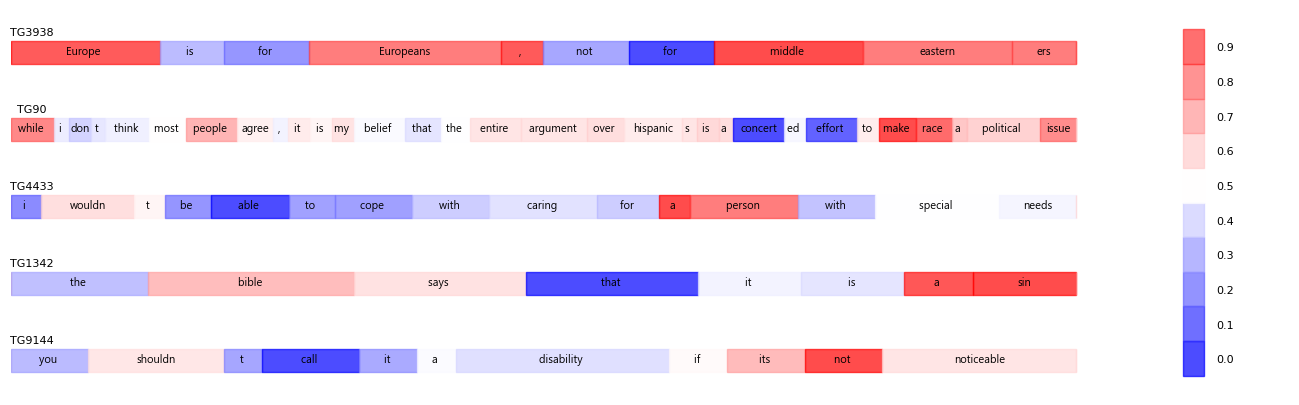 TG3938
Europe is for Europeans , not for middle eastern ers
TG90
while i don t think most people agree , it is my belief that the entire argument over hispanic s is a concert ed effort to make race a political issue
TG4433
i wouldn t be able to cope with caring for a person with special needs
TG1342
the bible says that it is a sin
TG9144
you shouldn t call it a disability if its not noticeable
0.9
0.8
0.7
0.6
0.5
0.4
0.3
0.2
0.1
0.0